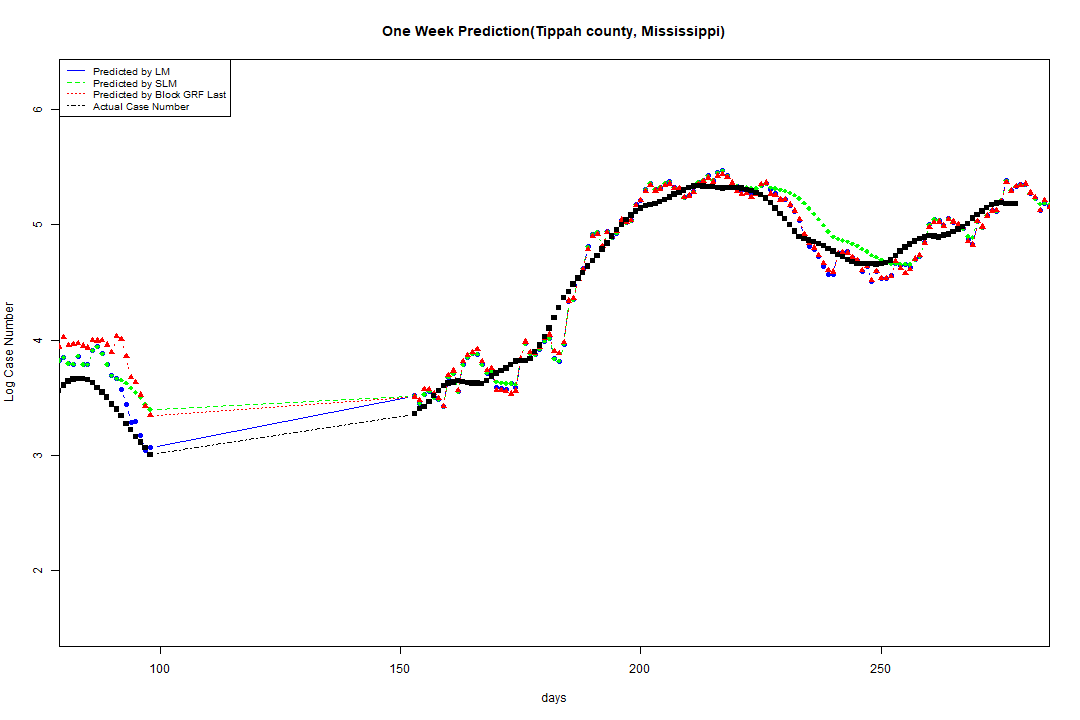 One Week Prediction(Tippah county, Mississippi)
Predicted by LM
Predicted by SLM
Predicted by Block GRF Last
Actual Case Number
6
5
4
3
2
Log Case Number
100 150 200 250
days